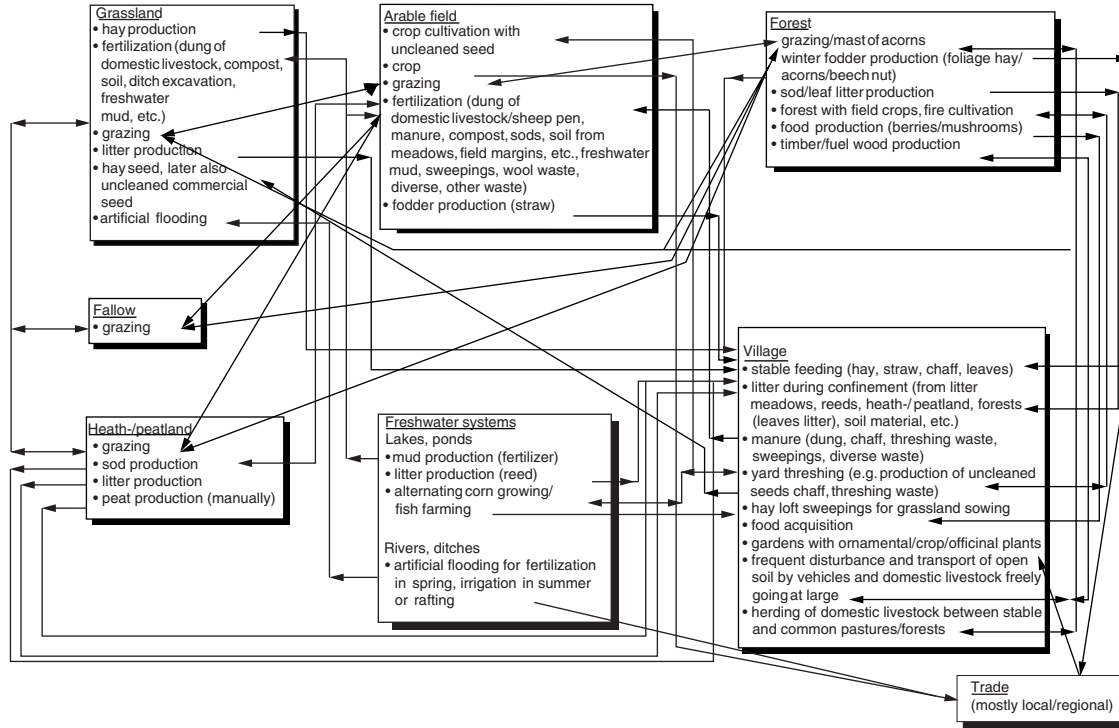 Grassland
• hay production
• fertilization (dung of
domestic livestock, compost,
soil, ditch excavation,
freshwater
mud, etc.)
• grazing
• litter production
• hay seed, later also
uncleaned commercial
seed
• artificial flooding
Arable field
• crop cultivation with
uncleaned seed
• crop
• grazing
• fertilization (dung of
domestic livestock/sheep pen,
manure, compost, sods, soil from
meadows, field margins, etc., freshwater
mud, sweepings, wool waste,
diverse, other waste)
• fodder production (straw)
Forest
grazing/mast of acorns
winter fodder production (foliage hay/
acorns/beech nut)
• sod/leaf litter production
• forest with field crops, fire cultivation
• food production (berries/mushrooms)
• timber/fuel wood production
Fallow
• grazing
Heath-/peatland
• grazing
• sod production
• litter production
• peat production (manually)
Freshwater systems
Lakes, ponds
• mud production (fertilizer)
• litter production (reed)
• alternating corn growing/
fish farming
Rivers, ditches
• artificial flooding for fertilization
in spring, irrigation in summer
or rafting
Village
• stable feeding (hay, straw, chaff, leaves)
• litter during confinement (from litter
meadows, reeds, heath-/peatland, forests
(leaves litter), soil material, etc.)
• manure (dung, chaff, threshing waste,
sweepings, diverse waste)
• yard threshing (e.g. production of uncleaned
seeds chaff, threshing waste)
• hay loft sweepings for grassland sowing
• food acquisition
• gardens with ornamental/crop/officinal plants
• frequent disturbance and transport of open
soil by vehicles and domestic livestock freely
going at large
• herding of domestic livestock between stable
and common pastures/forests
Trade
(mostly local/regional)